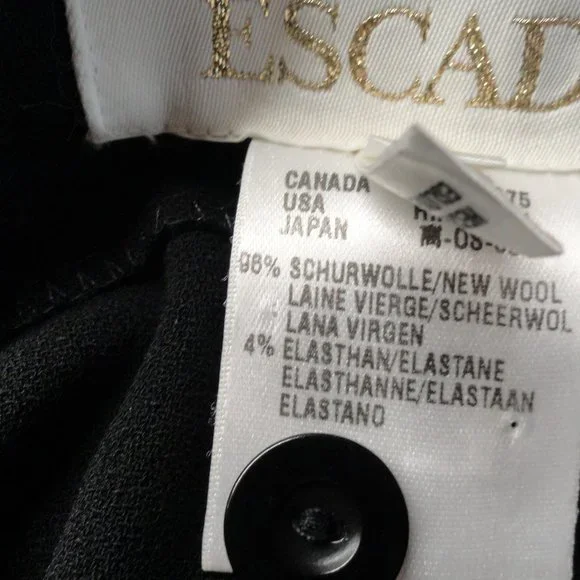 ESCAD
CANADA
USA
JAPAN
96% SCHURWOLLE/NEW WOOL
LAINE VIERGE/SCHEERWOL
LANA VIRGEN
4% ELASTHAN/ELASTANE
ELASTHANNE/ELASTAAN
ELASTANO